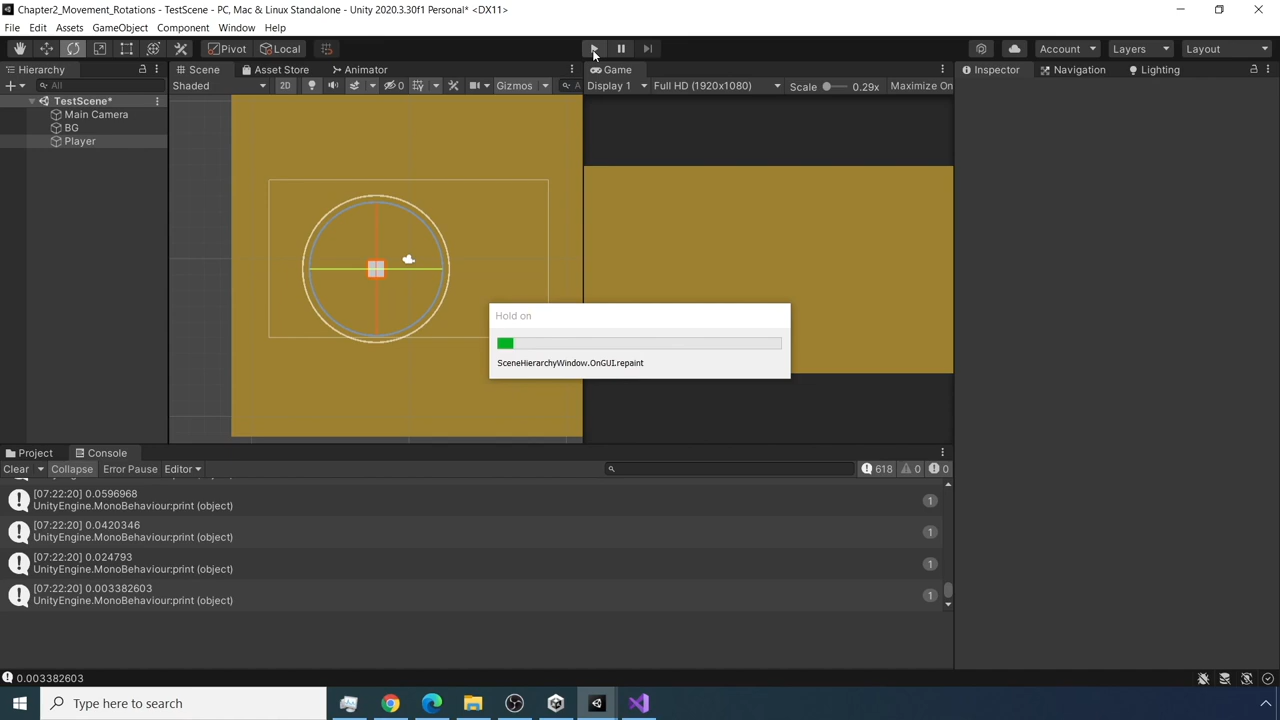 Chapter2_Movement_Rotations - TestScene - PC, Mac & Linux Standalone - Unity 2020.3.30f1 Personal* <DX11>
File Edit Assets GameObject Component Window Help
Pivot Local Account Layers Layout
Hierarchy Scene Asset Store Animator Game Inspector Navigation Lighting
All Shaded 2D 0 Gizmos A Display 1 Full HD (1920x1080) Scale 0.29x Maximize On
TestScene*
Main Camera
BG
Player
Hold on
SceneHierarchyWindow.OnGUI.repaint
Project Console
Clear Collapse Error Pause Editor 618 0 0
[07:22:20] 0.0596968
UnityEngine.MonoBehaviour:print (object)
1
[07:22:20] 0.0420346
UnityEngine.MonoBehaviour:print (object)
1
[07:22:20] 0.024793
UnityEngine.MonoBehaviour:print (object)
1
[07:22:20] 0.003382603
UnityEngine.MonoBehaviour:print (object)
1
0.003382603
Type here to search